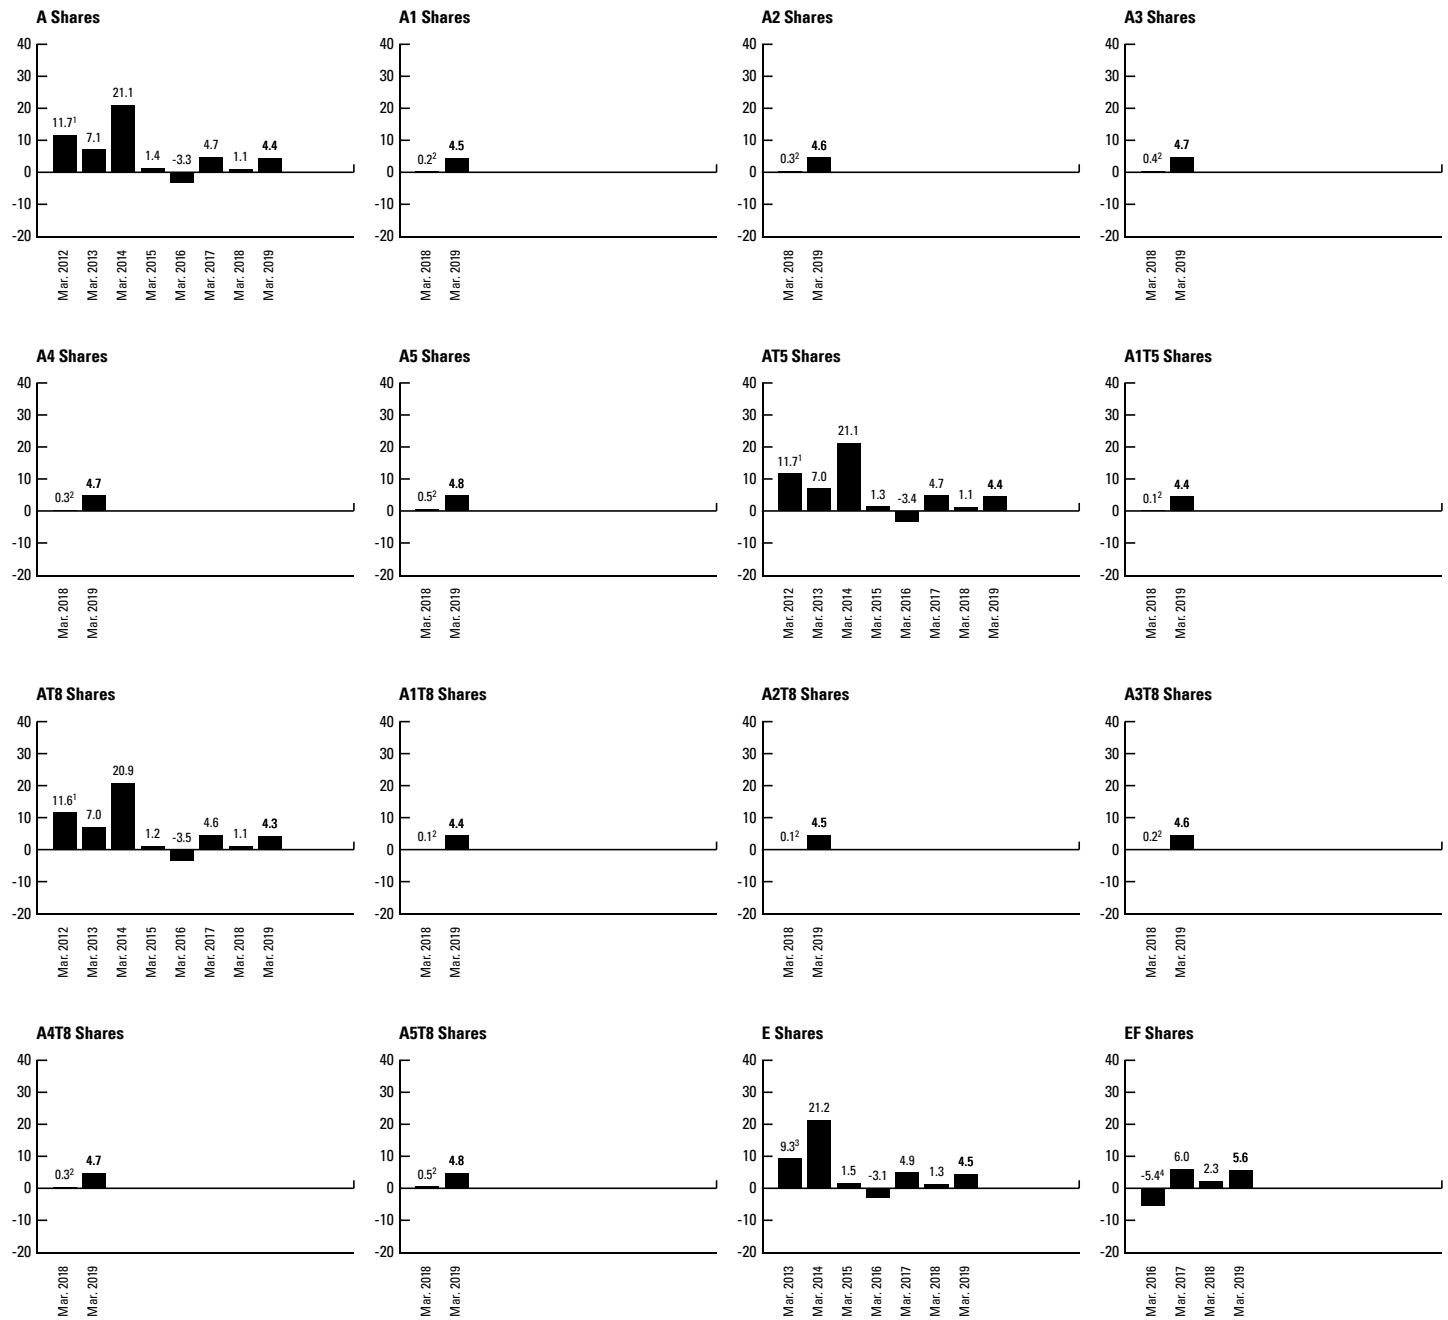 A Shares
40
30
20
10
0
-10
-20
11.7¹
7.1
21.1
1.4
-3.3
4.7
1.1
4.4
Mar. 2012
Mar. 2013
Mar. 2014
Mar. 2015
Mar. 2016
Mar. 2017
Mar. 2018
Mar. 2019
A1 Shares
40
30
20
10
0
-10
-20
0.2²
4.5
Mar. 2018
Mar. 2019
A2 Shares
40
30
20
10
0
-10
-20
0.3²
4.6
Mar. 2018
Mar. 2019
A3 Shares
40
30
20
10
0
-10
-20
0.4²
4.7
Mar. 2018
Mar. 2019
A4 Shares
40
30
20
10
0
-10
-20
0.3²
4.7
Mar. 2018
Mar. 2019
A5 Shares
40
30
20
10
0
-10
-20
0.5²
4.8
Mar. 2018
Mar. 2019
AT5 Shares
40
30
20
10
0
-10
-20
11.7¹
7.0
21.1
1.3
-3.4
4.7
1.1
4.4
Mar. 2012
Mar. 2013
Mar. 2014
Mar. 2015
Mar. 2016
Mar. 2017
Mar. 2018
Mar. 2019
A1T5 Shares
40
30
20
10
0
-10
-20
0.1²
4.4
Mar. 2018
Mar. 2019
AT8 Shares
40
30
20
10
0
-10
-20
11.6¹
7.0
20.9
1.2
-3.5
4.6
1.1
4.3
Mar. 2012
Mar. 2013
Mar. 2014
Mar. 2015
Mar. 2016
Mar. 2017
Mar. 2018
Mar. 2019
A1T8 Shares
40
30
20
10
0
-10
-20
0.1²
4.4
Mar. 2018
Mar. 2019
A2T8 Shares
40
30
20
10
0
-10
-20
0.1²
4.5
Mar. 2018
Mar. 2019
A3T8 Shares
40
30
20
10
0
-10
-20
0.2²
4.6
Mar. 2018
Mar. 2019
A4T8 Shares
40
30
20
10
0
-10
-20
0.3²
4.7
Mar. 2018
Mar. 2019
A5T8 Shares
40
30
20
10
0
-10
-20
0.5²
4.8
Mar. 2018
Mar. 2019
E Shares
40
30
20
10
0
-10
-20
9.3³
21.2
1.5
-3.1
4.9
1.3
4.5
Mar. 2013
Mar. 2014
Mar. 2015
Mar. 2016
Mar. 2017
Mar. 2018
Mar. 2019
EF Shares
40
30
20
10
0
-10
-20
-5.4⁴
6.0
2.3
5.6
Mar. 2016
Mar. 2017
Mar. 2018
Mar. 2019